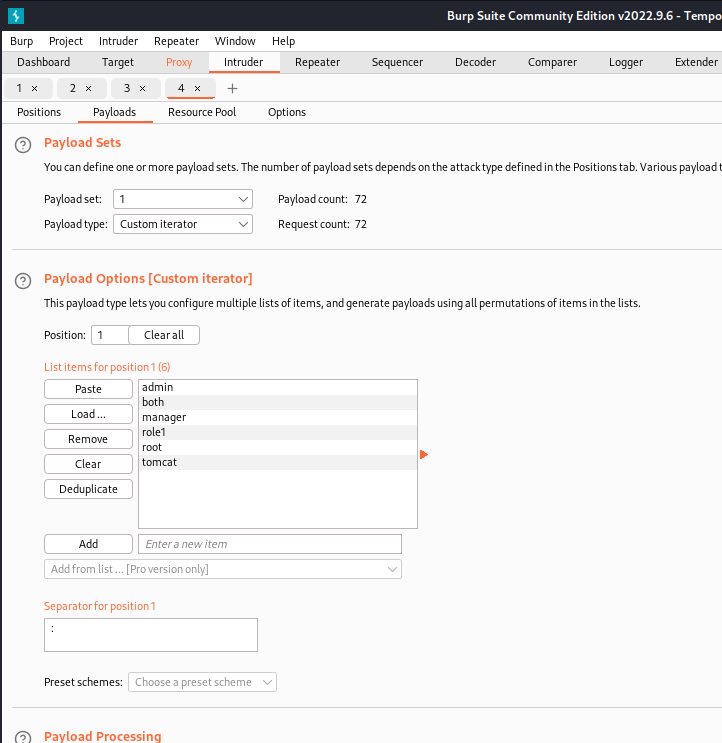 Burp Suite Community Edition v2022.9.6 - Tempo
Burp Project Intruder Repeater Window Help
Dashboard Target Proxy Intruder Repeater Sequencer Decoder Comparer Logger Extender
1 × 2 × 3 × 4 × +
Positions Payloads Resource Pool Options
? Payload Sets
You can define one or more payload sets. The number of payload sets depends on the attack type defined in the Positions tab. Various payload t
Payload set: 1 Payload count: 72
Payload type: Custom iterator Request count: 72
? Payload Options [Custom iterator]
This payload type lets you configure multiple lists of items, and generate payloads using all permutations of items in the lists.
Position: 1 Clear all
List items for position 1 (6)
Paste
Load ...
Remove
Clear
Deduplicate
admin
both
manager
role1
root
tomcat
Add Enter a new item
Add from list ... [Pro version only]
Separator for position 1
:
Preset schemes: Choose a preset scheme
? Payload Processing